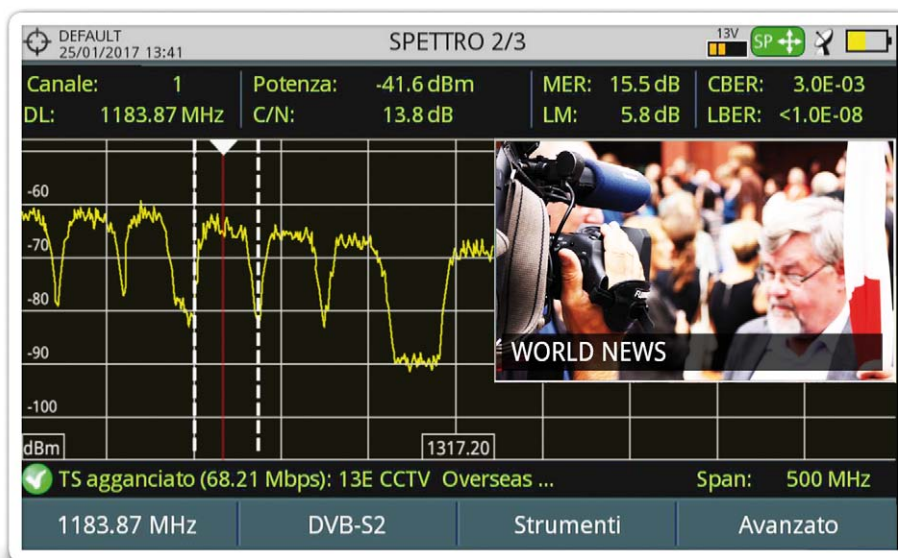 DEFAULT
25/01/2017 13:41
SPETTRO 2/3
13V
SP
Canale: 1
DL: 1183.87 MHz
Potenza: -41.6 dBm
C/N: 13.8 dB
MER: 15.5 dB
LM: 5.8 dB
CBER: 3.0E-03
LBER: <1.0E-08
-60
-70
-80
-90
-100
dBm
1317.20
WORLD NEWS
TS agganciato (68.21 Mbps): 13E CCTV Overseas ...
Span: 500 MHz
1183.87 MHz
DVB-S2
Strumenti
Avanzato